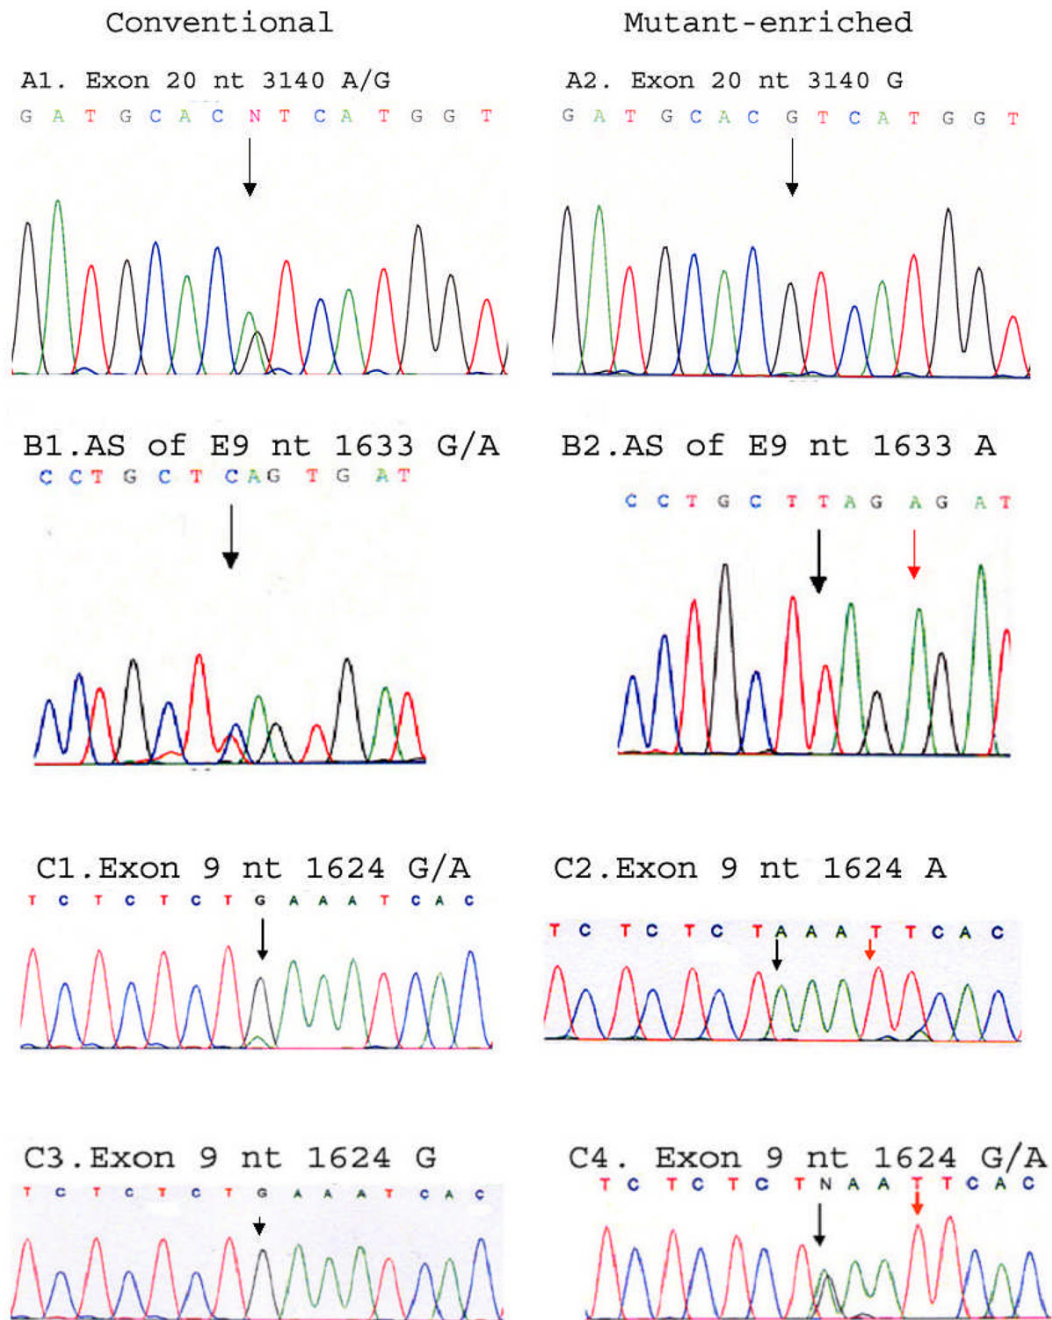 Conventional Mutant-enriched
A1. Exon 20 nt 3140 A/G A2. Exon 20 nt 3140 G
G A T G C A C N T C A T G G T G A T G C A C G T C A T G G T
B1.AS of E9 nt 1633 G/A B2.AS of E9 nt 1633 A
C C T G C T C A G T G A T
C C T G C T T A G A G A T
C1.Exon 9 nt 1624 G/A C2.Exon 9 nt 1624 A
T C T C T C T G A A A T C A C
T C T C T C T A A A T T C A C
C3.Exon 9 nt 1624 G C4. Exon 9 nt 1624 G/A
T C T C T C T G A A A T C A C T C T C T C T N A A T T C A C